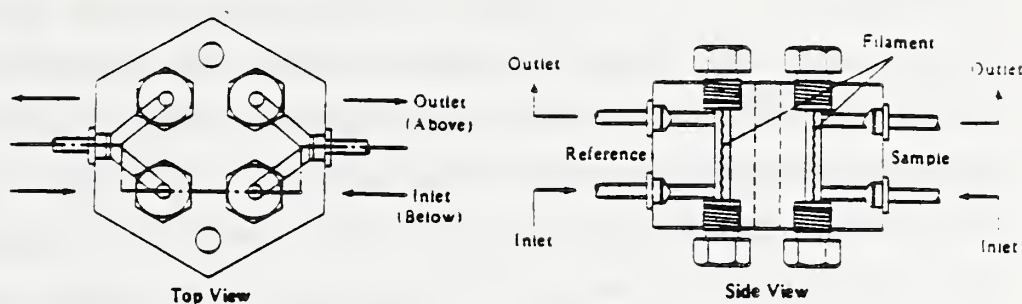 Outlet
(Above)
Inlet
(Below)
Top View
Filament
Outlet
Outlet
Reference
Sample
Inlet
Inlet
Side View